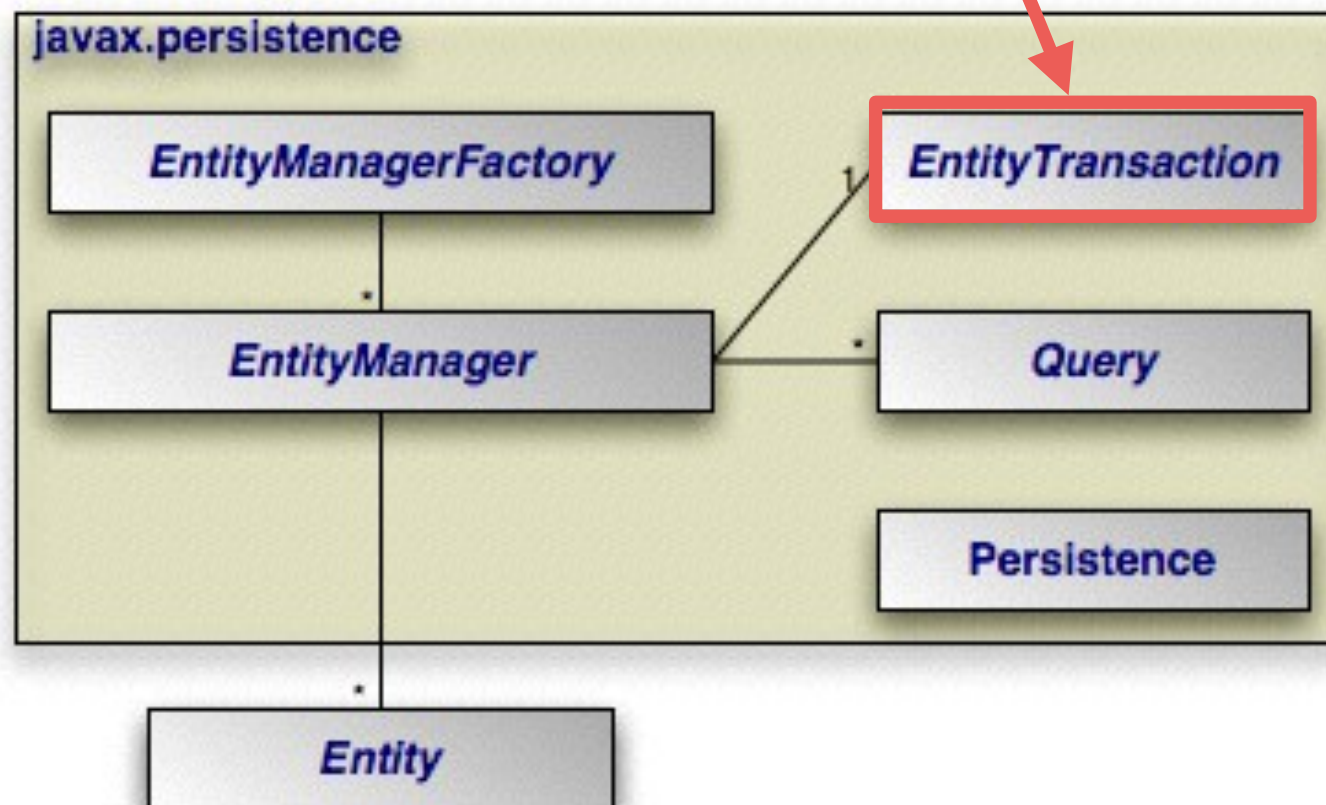 javax.persistence
EntityManagerFactory
1
EntityTransaction
*
EntityManager
*
Query
Persistence
*
Entity